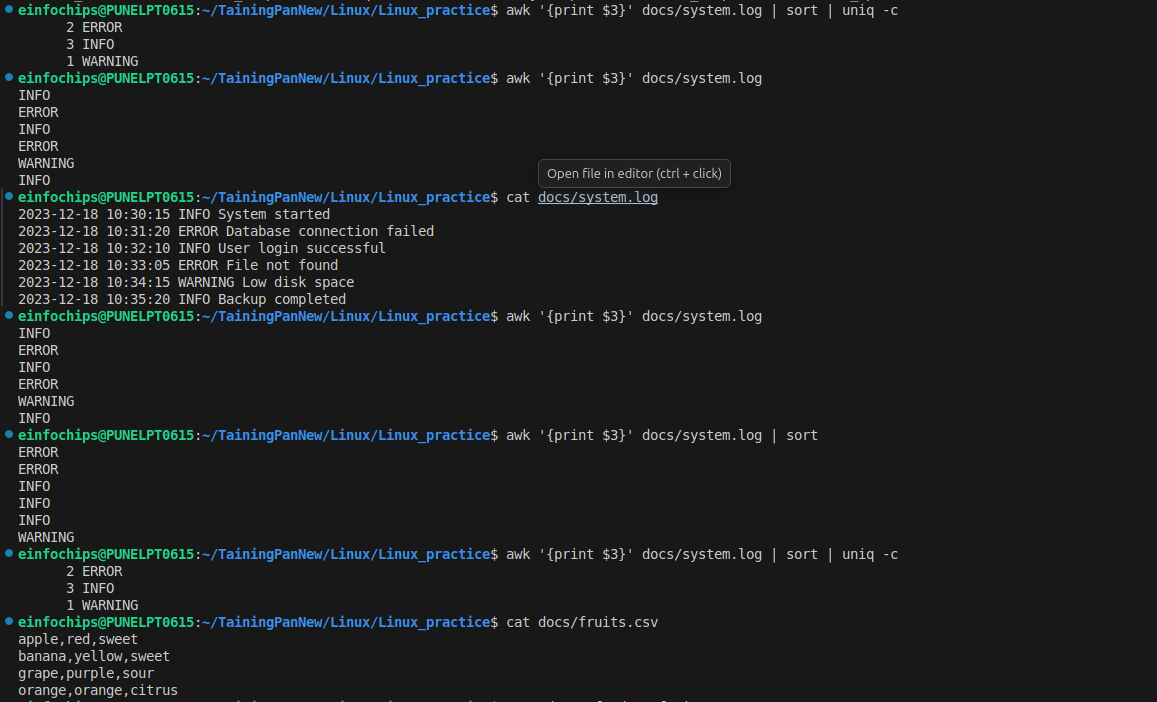 einfochips@PUNELPT0615:~/TainingPanNew/Linux/Linux_practice$ awk '{print $3}' docs/system.log | sort | uniq -c
2 ERROR
3 INFO
1 WARNING
einfochips@PUNELPT0615:~/TainingPanNew/Linux/Linux_practice$ awk '{print $3}' docs/system.log
INFO
ERROR
INFO
ERROR
WARNING
INFO
Open file in editor (ctrl + click)
einfochips@PUNELPT0615:~/TainingPanNew/Linux/Linux_practice$ cat docs/system.log
2023-12-18 10:30:15 INFO System started
2023-12-18 10:31:20 ERROR Database connection failed
2023-12-18 10:32:10 INFO User login successful
2023-12-18 10:33:05 ERROR File not found
2023-12-18 10:34:15 WARNING Low disk space
2023-12-18 10:35:20 INFO Backup completed
einfochips@PUNELPT0615:~/TainingPanNew/Linux/Linux_practice$ awk '{print $3}' docs/system.log
INFO
ERROR
INFO
ERROR
WARNING
INFO
einfochips@PUNELPT0615:~/TainingPanNew/Linux/Linux_practice$ awk '{print $3}' docs/system.log | sort
ERROR
ERROR
INFO
INFO
INFO
WARNING
einfochips@PUNELPT0615:~/TainingPanNew/Linux/Linux_practice$ awk '{print $3}' docs/system.log | sort | uniq -c
2 ERROR
3 INFO
1 WARNING
einfochips@PUNELPT0615:~/TainingPanNew/Linux/Linux_practice$ cat docs/fruits.csv
apple,red,sweet
banana,yellow,sweet
grape,purple,sour
orange,orange,citrus